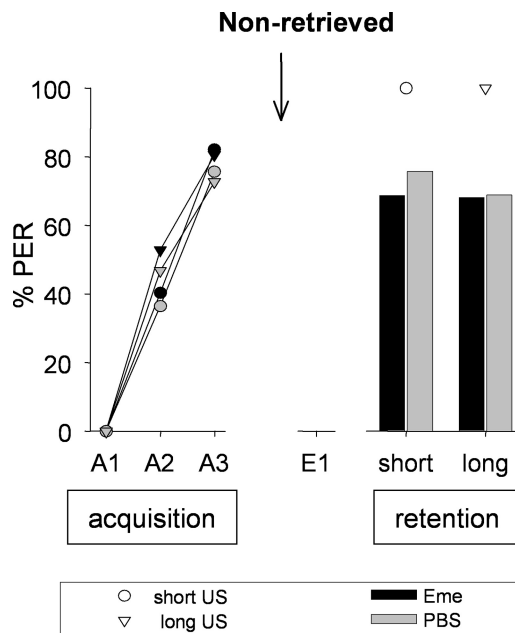 Non-retrieved
100
80
60
40
20
0
% PER
A1 A2 A3 E1 short long
acquisition retention
short US Eme
long US PBS